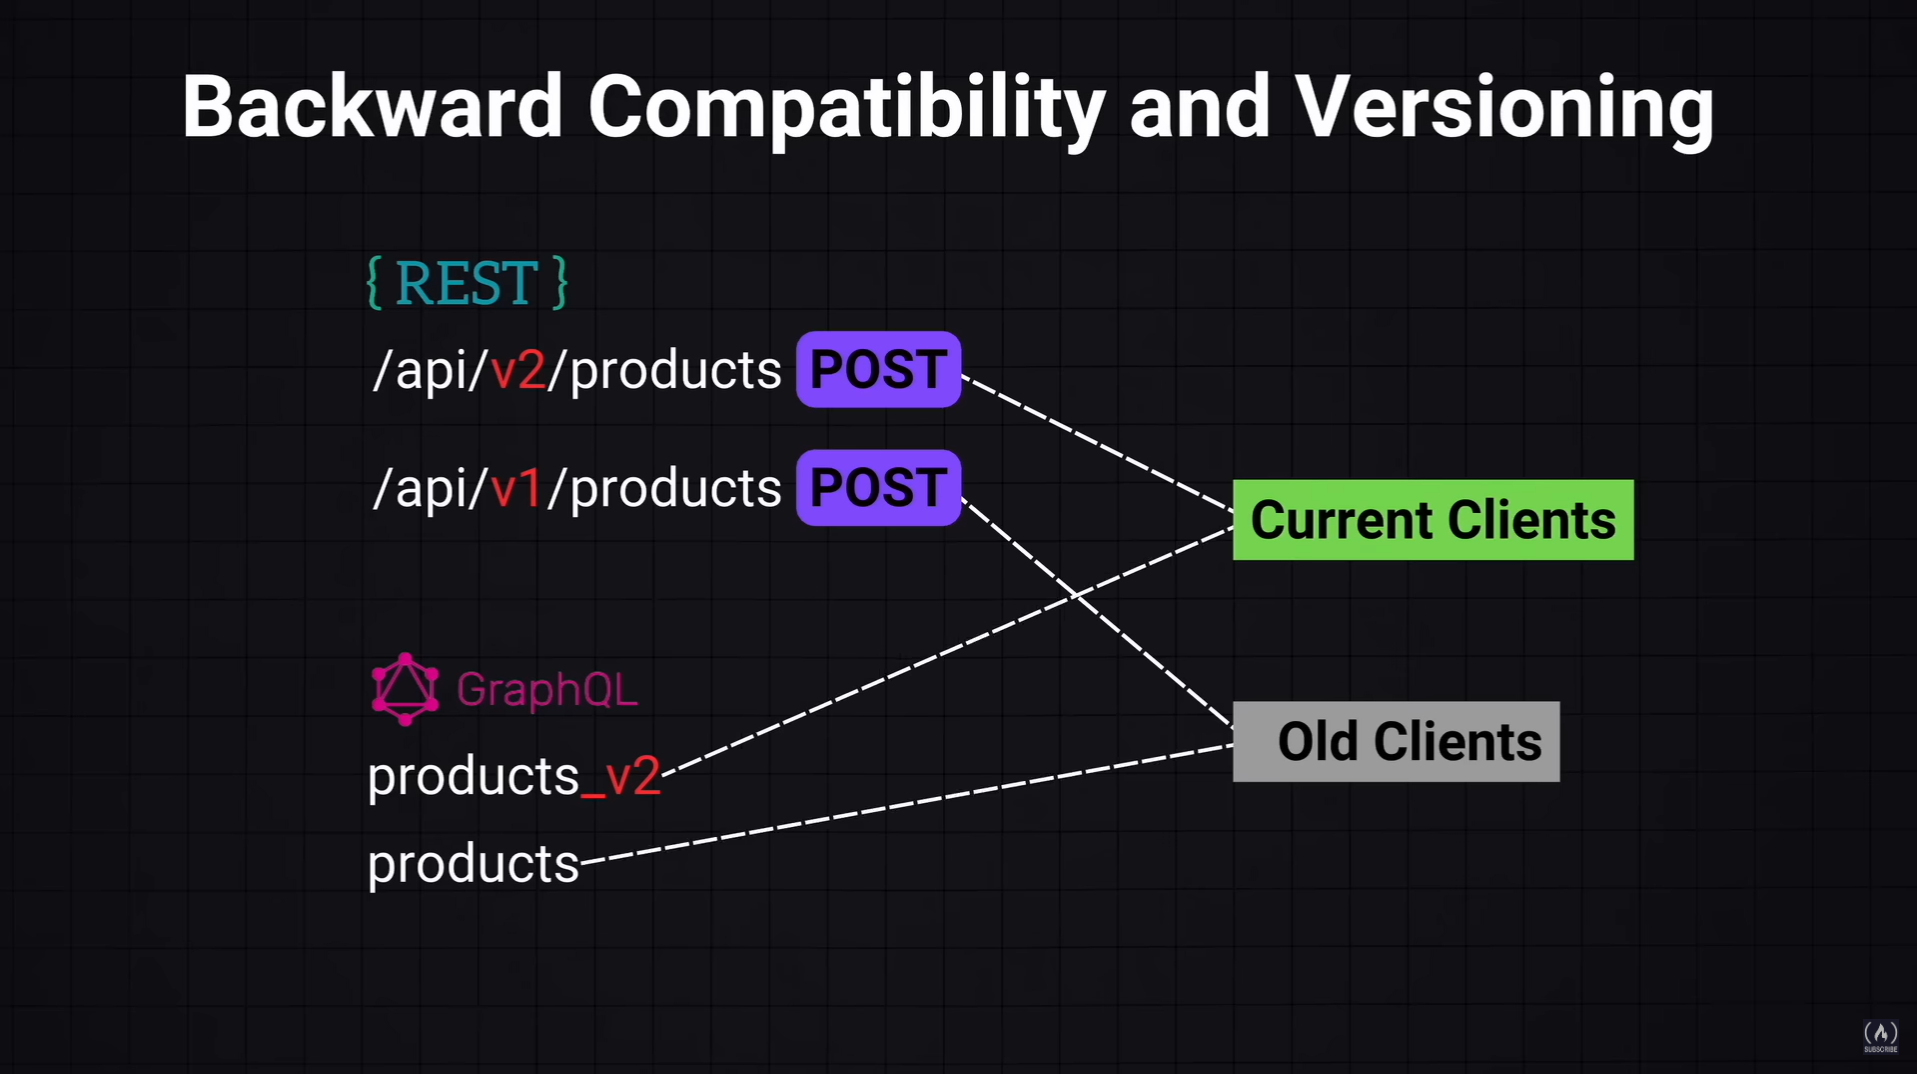 Backward Compatibility and Versioning
{ REST }
/api/v2/products POST
/api/v1/products POST
Current Clients
GraphQL
Old Clients
products_v2
products
SUBSCRIBE